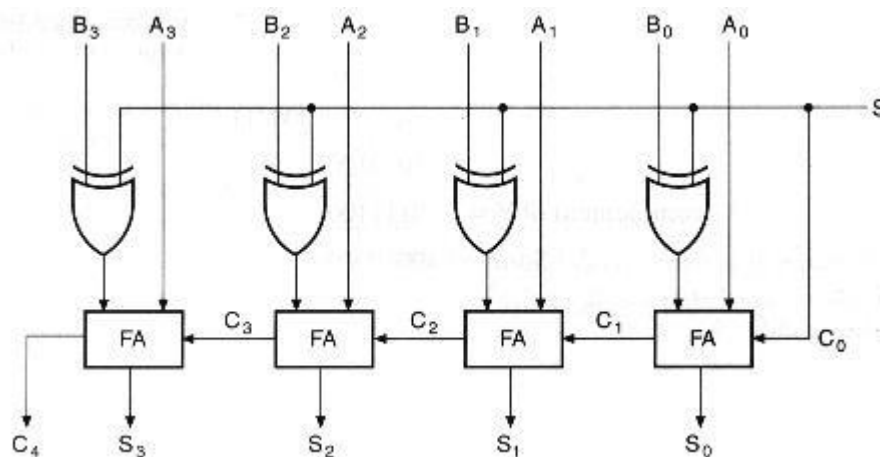 B₃ A₃ B₂ A₂ B₁ A₁ B₀ A₀
S
FA C₃ FA C₂ FA C₁ FA C₀
C₄ S₃ S₂ S₁ S₀